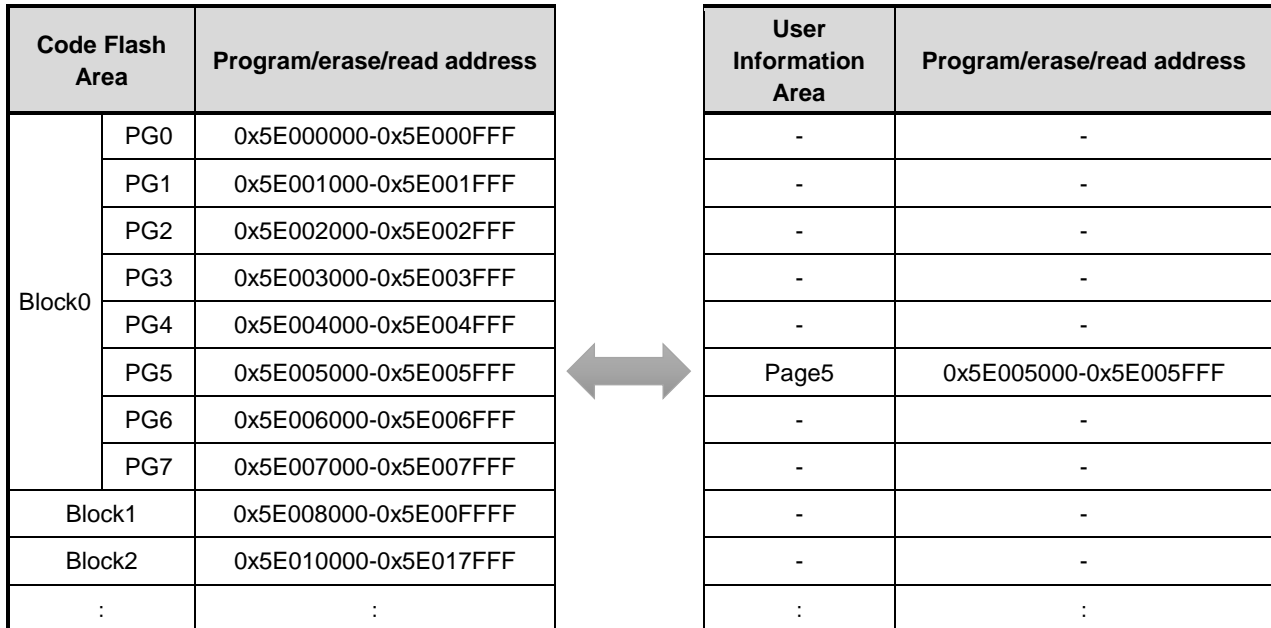 Code Flash Area | Program/erase/read address | User Information Area | Program/erase/read address
Block0 | PG0 | 0x5E000000-0x5E000FFF | - | -
PG1 | 0x5E001000-0x5E001FFF | - | -
PG2 | 0x5E002000-0x5E002FFF | - | -
PG3 | 0x5E003000-0x5E003FFF | - | -
PG4 | 0x5E004000-0x5E004FFF | - | -
PG5 | 0x5E005000-0x5E005FFF | Page5 | 0x5E005000-0x5E005FFF
PG6 | 0x5E006000-0x5E006FFF | - | -
PG7 | 0x5E007000-0x5E007FFF | - | -
Block1 | 0x5E008000-0x5E00FFFF | - | -
Block2 | 0x5E010000-0x5E017FFF | - | -
: | : | : | :